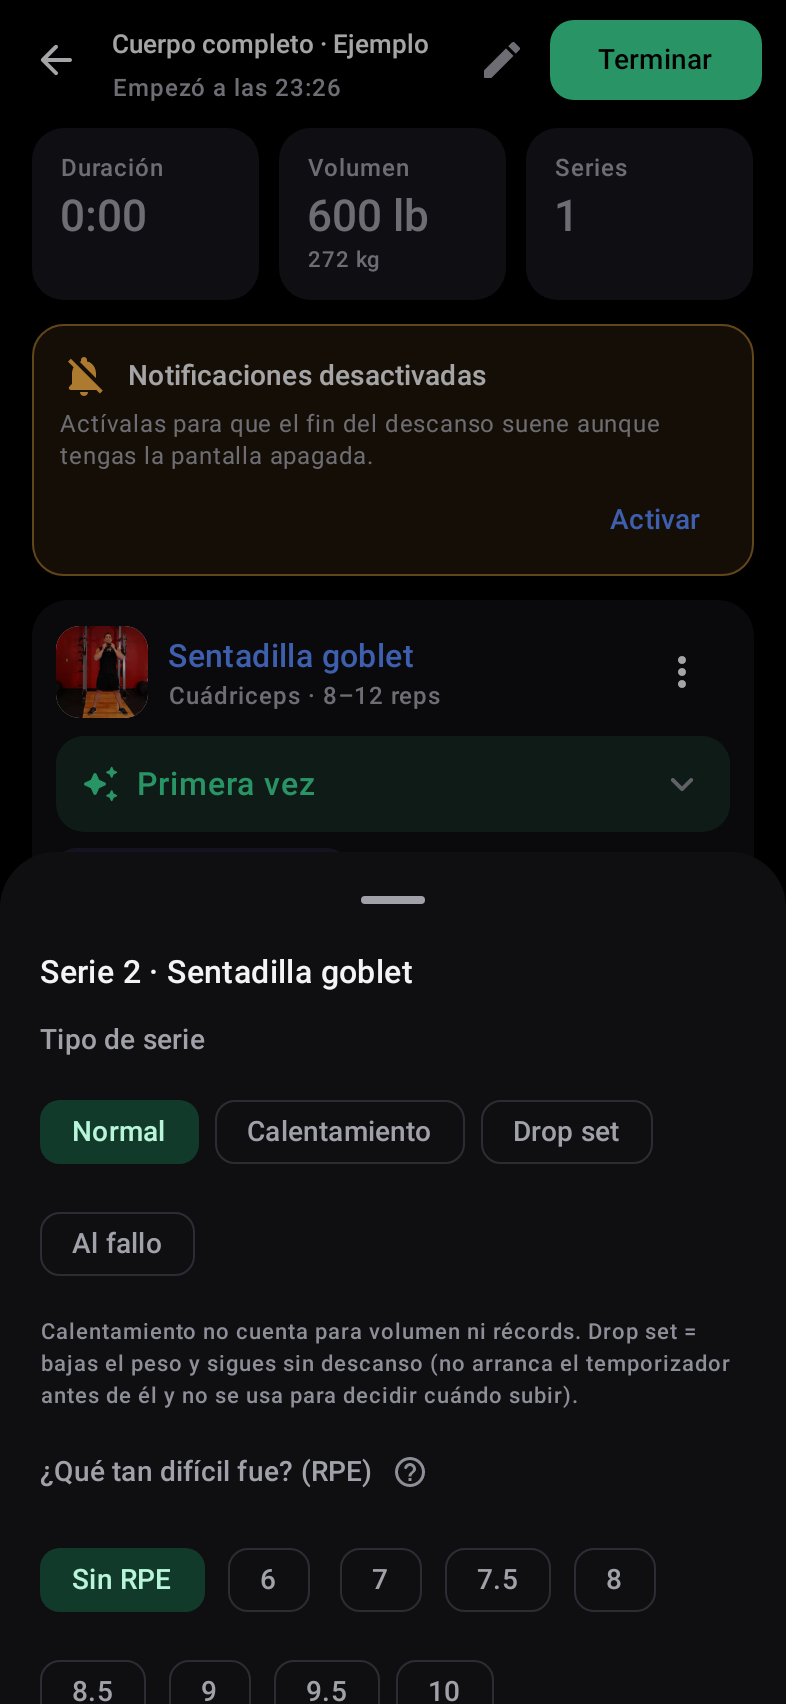 Cuerpo completo · Ejemplo
Empezó a las 23:26
Terminar
Duración
0:00
Volumen
600 lb
272 kg
Series
1
Notificaciones desactivadas
Actívalas para que el fin del descanso suene aunque
tengas la pantalla apagada.
Activar
Sentadilla goblet
Cuádriceps · 8–12 reps
Primera vez
Serie 2 · Sentadilla goblet
Tipo de serie
Normal
Calentamiento
Drop set
Al fallo
Calentamiento no cuenta para volumen ni récords. Drop set =
bajas el peso y sigues sin descanso (no arranca el temporizador
antes de él y no se usa para decidir cuándo subir).
¿Qué tan difícil fue? (RPE)
Sin RPE
6
7
7.5
8
8.5
9
9.5
10